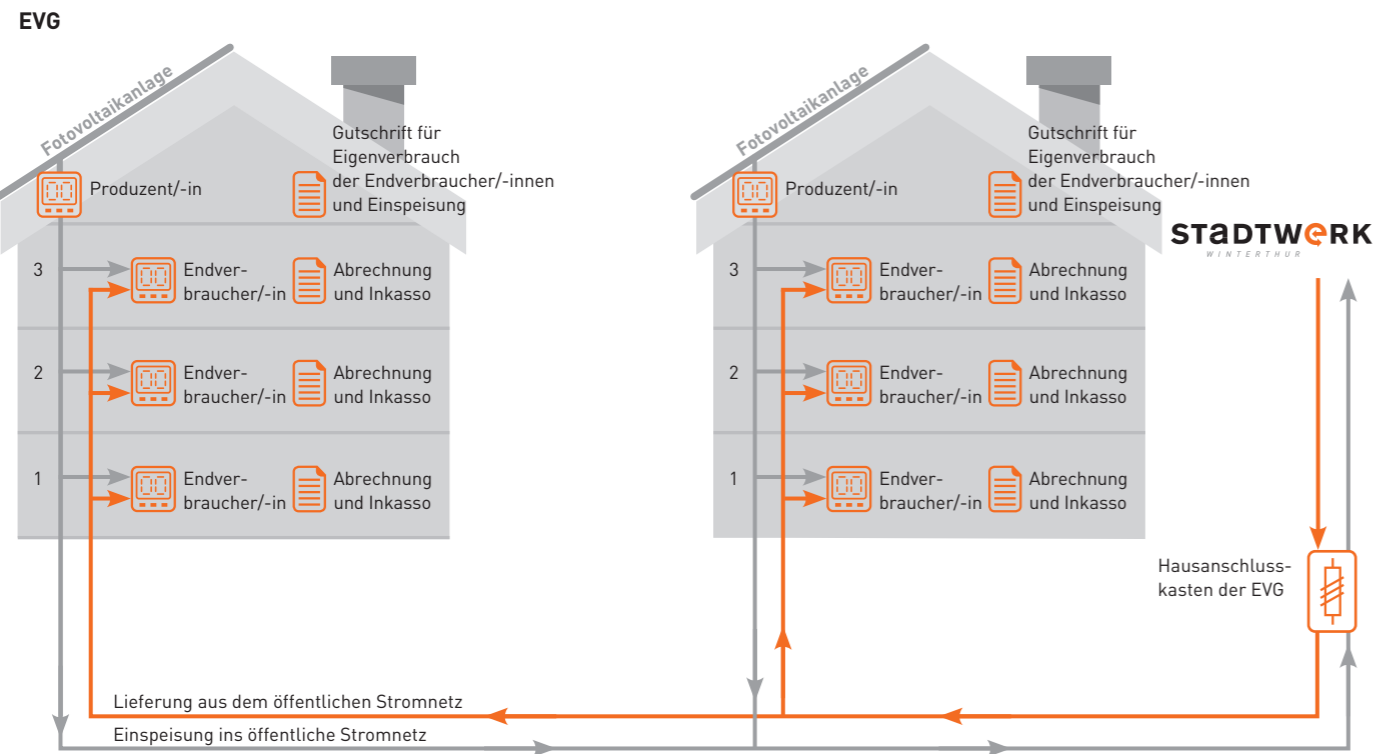 EVG
Fotovoltaikanlage
Gutschrift für
Eigenverbrauch
der Endverbraucher/-innen
und Einspeisung
Produzent/-in
3
Endver-
braucher/-in
Abrechnung
und Inkasso
2
Endver-
braucher/-in
Abrechnung
und Inkasso
1
Endver-
braucher/-in
Abrechnung
und Inkasso
Fotovoltaikanlage
Gutschrift für
Eigenverbrauch
der Endverbraucher/-innen
und Einspeisung
Produzent/-in
3
Endver-
braucher/-in
Abrechnung
und Inkasso
2
Endver-
braucher/-in
Abrechnung
und Inkasso
1
Endver-
braucher/-in
Abrechnung
und Inkasso
STaDTWeRK
WINTERTHUR
Hausanschluss-
kasten der EVG
Lieferung aus dem öffentlichen Stromnetz
Einspeisung ins öffentliche Stromnetz